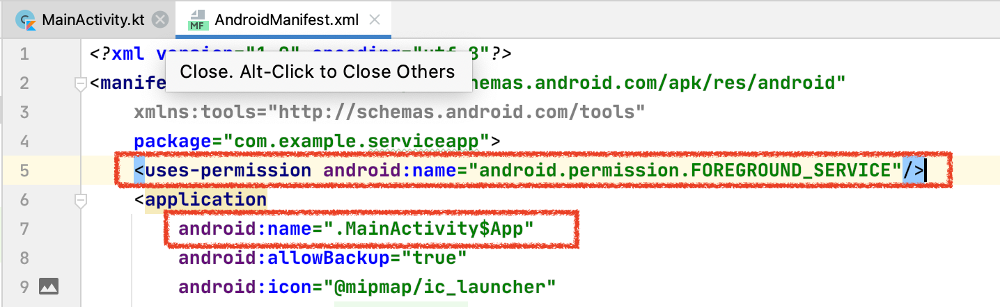 MainActivity.kt AndroidManifest.xml
MF
1 <?xml version="1.0" encoding="utf-8"?>
Close. Alt-Click to Close Others
2 <manife hemas.android.com/apk/res/android"
3 xmlns:tools="http://schemas.android.com/tools"
4 package="com.example.serviceapp">
5 <uses-permission android:name="android.permission.FOREGROUND_SERVICE"/>
6 <application
7 android:name=".MainActivity$App"
8 android:allowBackup="true"
9 android:icon="@mipmap/ic_launcher"